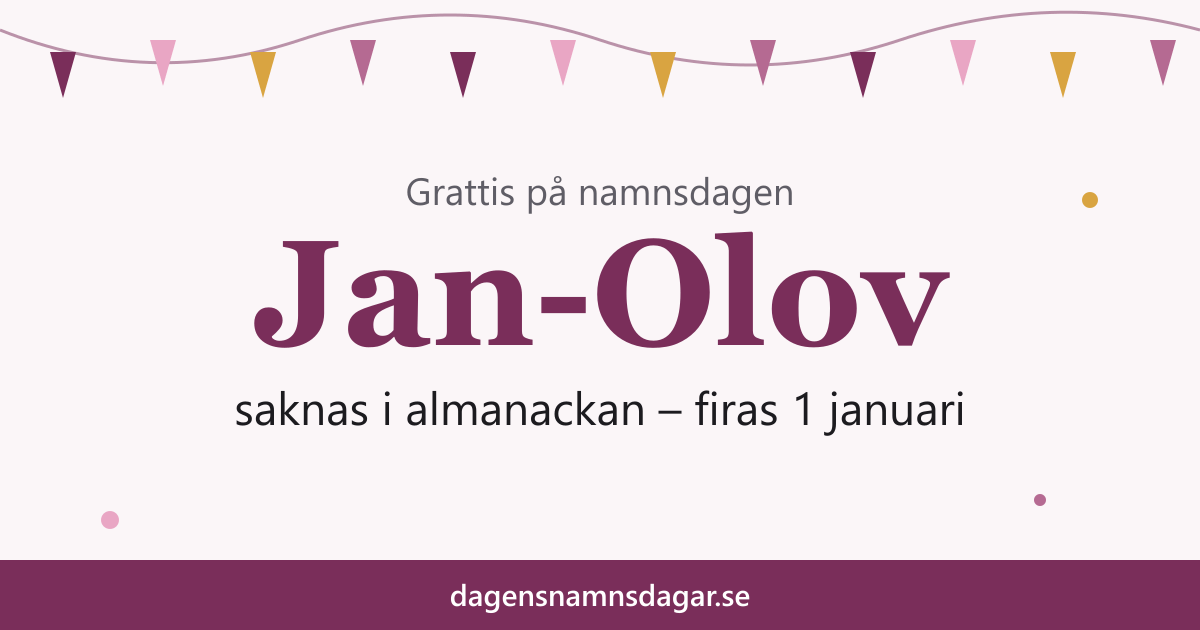 Grattis på namnsdagen
Jan-Olov
saknas i almanackan – firas 1 januari
dagensnamnsdagar.se